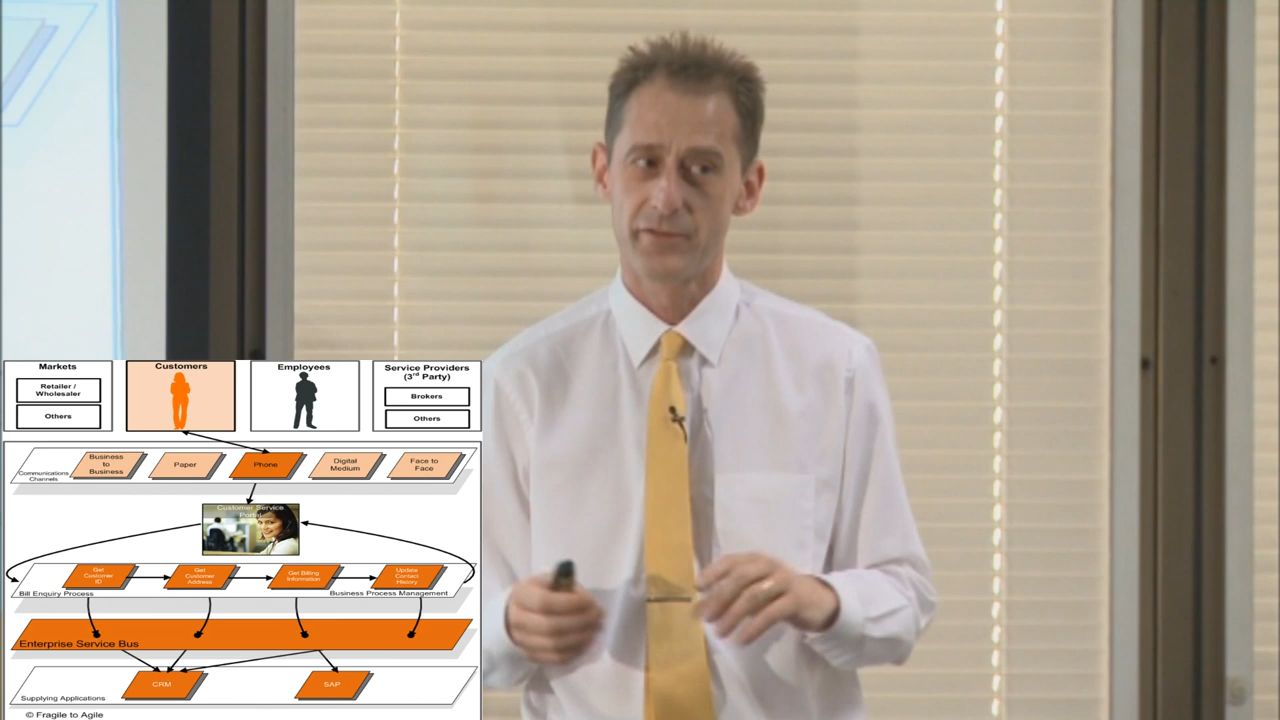 Markets
Retailer /
Wholesaler
Others
Customers
Employees
Service Providers
(3rd Party)
Brokers
Others
Communications
Channels
Business
to
Business
Paper
Phone
Digital
Medium
Face to
Face
Customer Service
Portal
Get
Customer
ID
Get
Customer
Address
Get Billing
Information
Update
Contact
History
Bill Enquiry Process
Business Process Management
Enterprise Service Bus
CRM
SAP
Supplying Applications
© Fragile to Agile